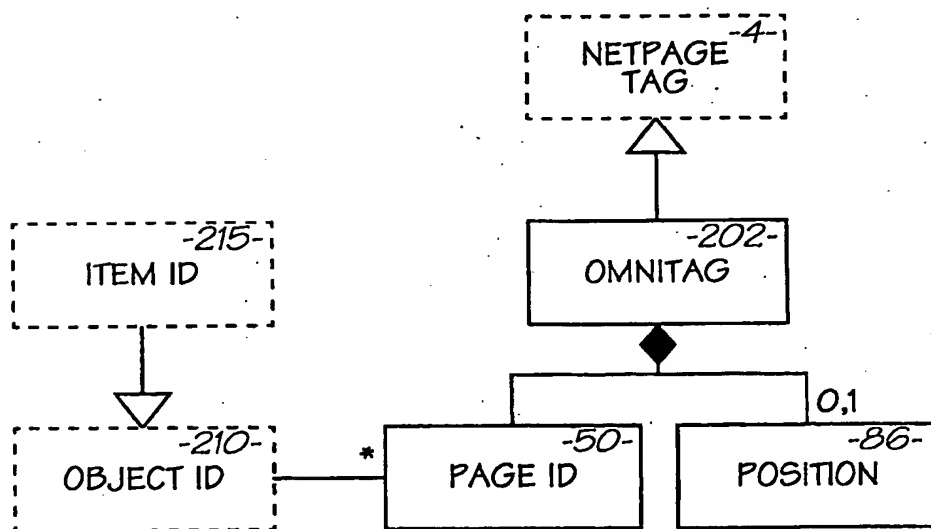 -4-
NETPAGE
TAG
-215-
ITEM ID
-202-
OMNITAG
0,1
-210-
OBJECT ID
*
-50-
PAGE ID
-86-
POSITION